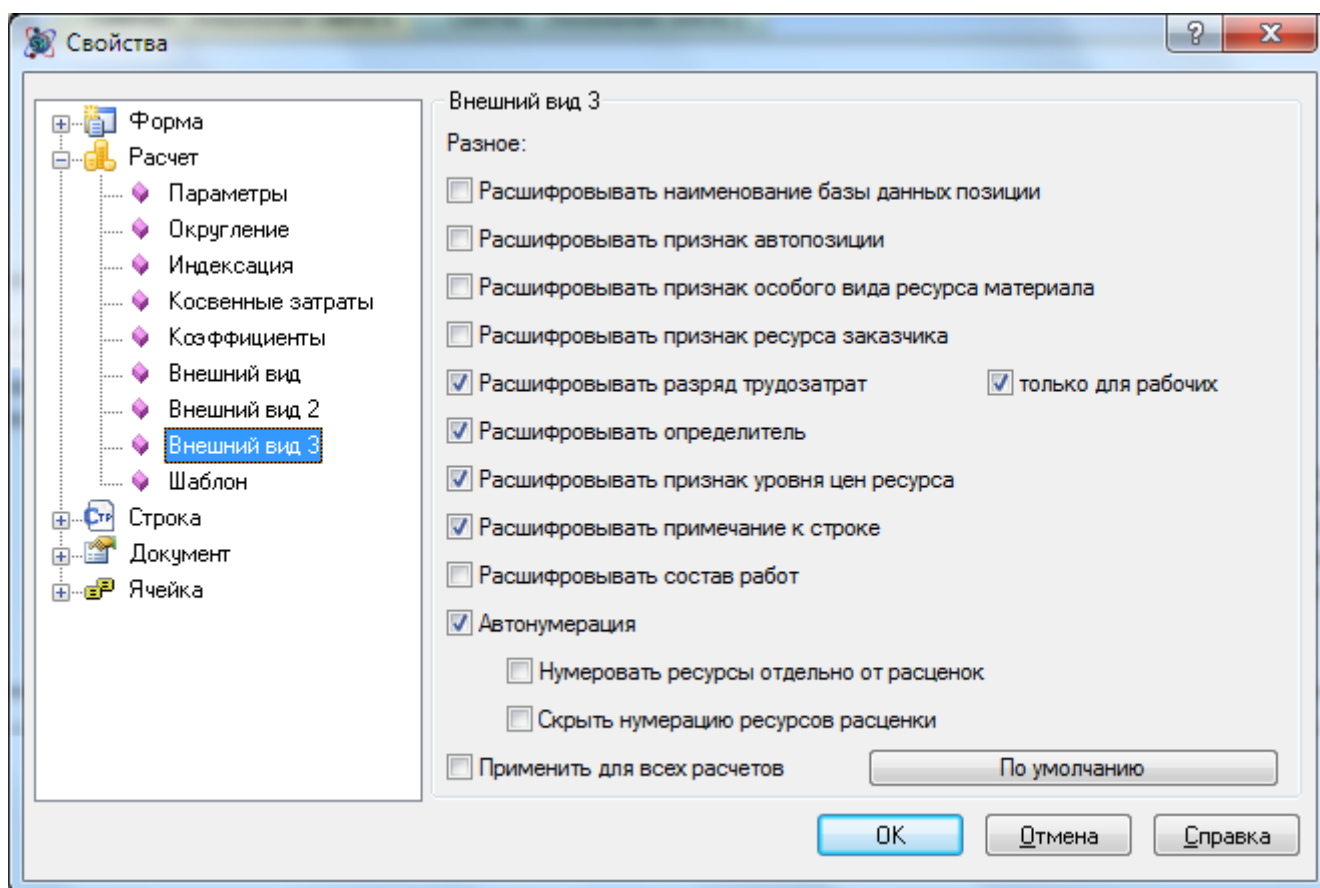 Свойства
Форма
Расчет
Параметры
Округление
Индексация
Косвенные затраты
Коэффициенты
Внешний вид
Внешний вид 2
Внешний вид 3
Шаблон
Стр Строка
Документ
Ячейка
Внешний вид 3
Разное:
Расшифровывать наименование базы данных позиции
Расшифровывать признак автопозиции
Расшифровывать признак особого вида ресурса материала
Расшифровывать признак ресурса заказчика
Расшифровывать разряд трудозатрат только для рабочих
Расшифровывать определитель
Расшифровывать признак уровня цен ресурса
Расшифровывать примечание к строке
Расшифровывать состав работ
Автонумерация
Нумеровать ресурсы отдельно от расценок
Скрыть нумерацию ресурсов расценки
Применить для всех расчетов По умолчанию
OK Отмена Справка